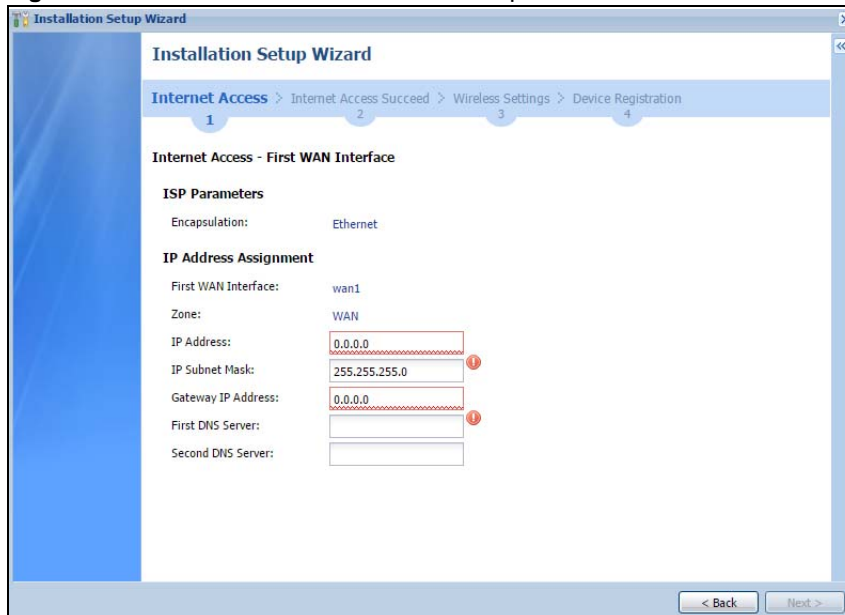 Installation Setup Wizard
Installation Setup Wizard
Internet Access > Internet Access Succeed > Wireless Settings > Device Registration
1 2 3 4
Internet Access - First WAN Interface
ISP Parameters
Encapsulation: Ethernet
IP Address Assignment
First WAN Interface: wan1
Zone: WAN
IP Address: 0.0.0.0
IP Subnet Mask: 255.255.255.0
Gateway IP Address: 0.0.0.0
First DNS Server:
Second DNS Server:
< Back Next >